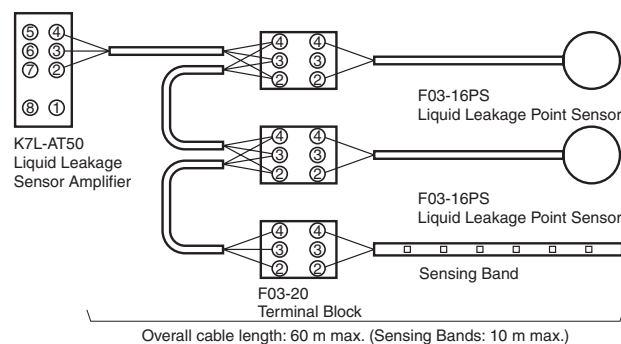 ⑤ ④ ④ ④
⑥ ③ ③ ③
⑦ ② ② ②
⑧ ①
F03-16PS
Liquid Leakage Point Sensor
K7L-AT50
Liquid Leakage
Sensor Amplifier
④ ④
③ ③
② ②
F03-16PS
Liquid Leakage Point Sensor
④ ④
③ ③
② ②
Sensing Band
F03-20
Terminal Block
Overall cable length: 60 m max. (Sensing Bands: 10 m max.)